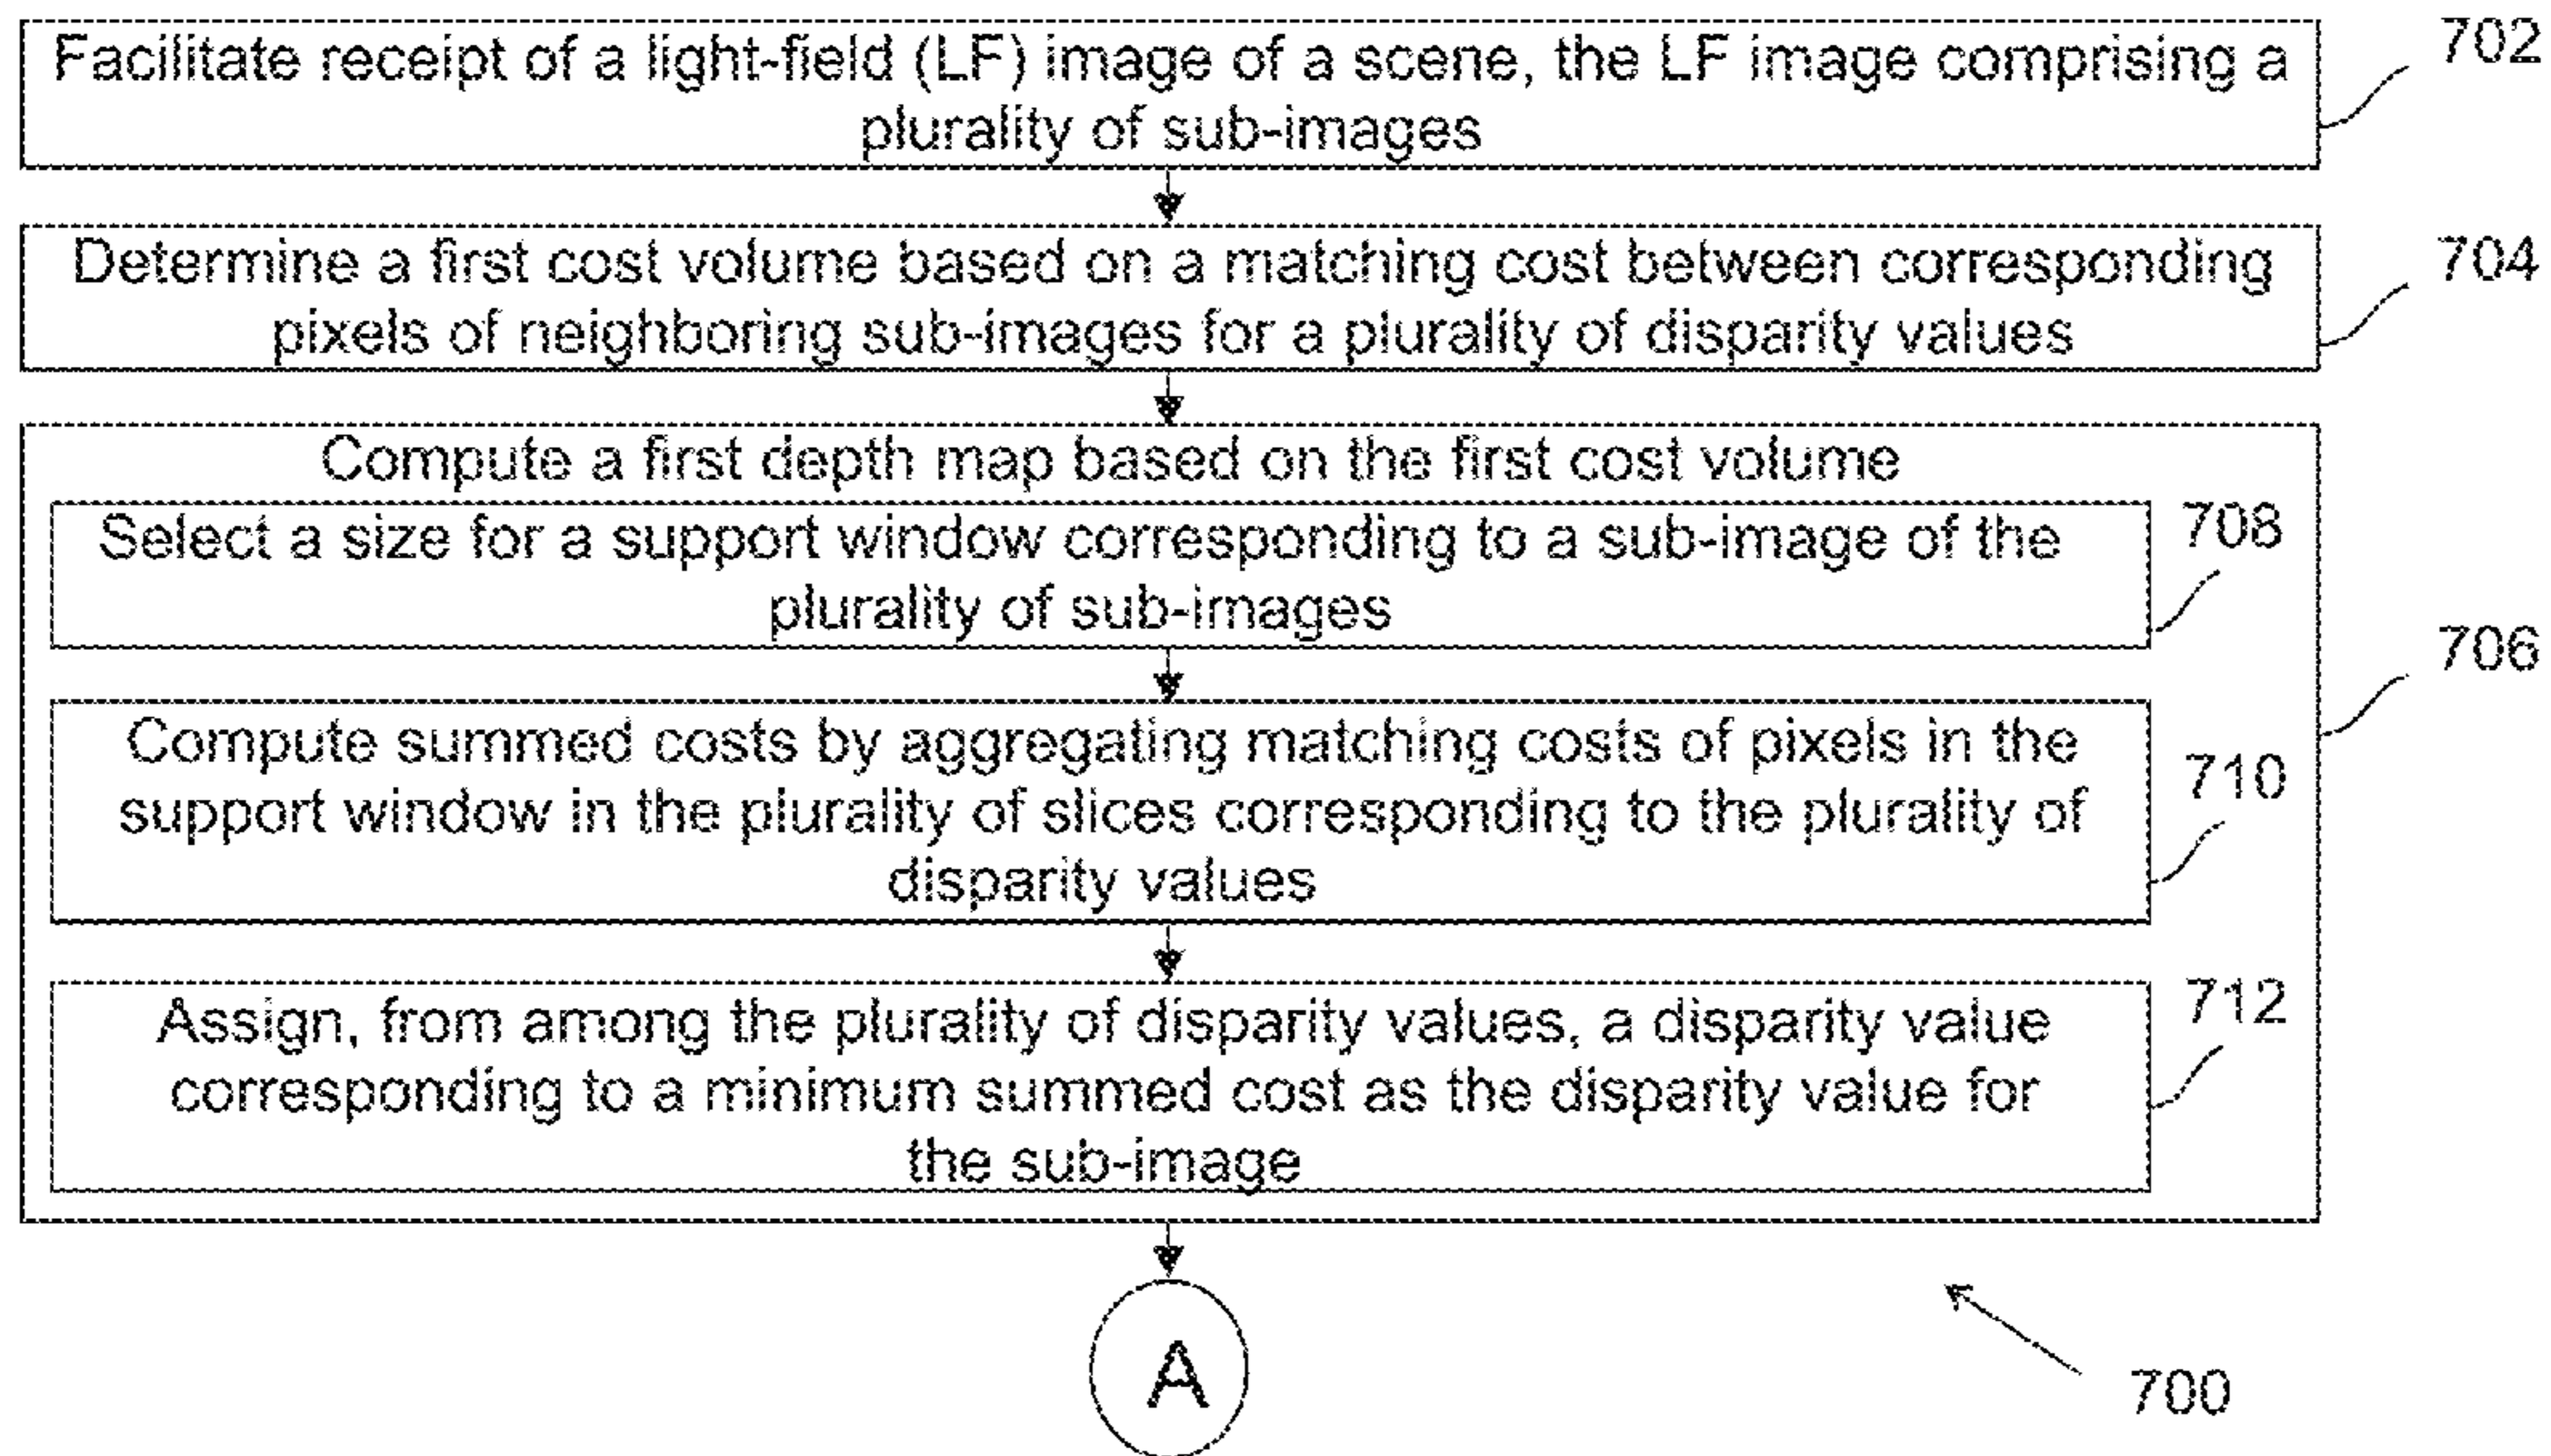 Facilitate receipt of a light-field (LF) image of a scene, the LF image comprising a
plurality of sub-images
702
Determine a first cost volume based on a matching cost between corresponding
pixels of neighboring sub-images for a plurality of disparity values
704
Compute a first depth map based on the first cost volume
Select a size for a support window corresponding to a sub-image of the
plurality of sub-images
708
706
Compute summed costs by aggregating matching costs of pixels in the
support window in the plurality of slices corresponding to the plurality of
disparity values
710
Assign, from among the plurality of disparity values, a disparity value
corresponding to a minimum summed cost as the disparity value for
the sub-image
712
A
700